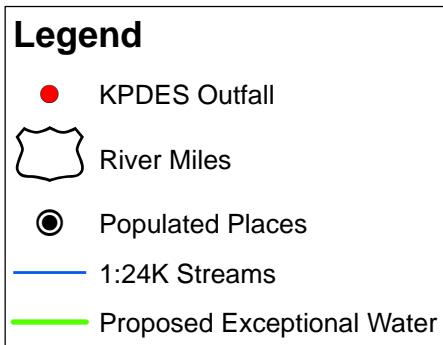 Legend
KPDES Outfall
River Miles
Populated Places
1:24K Streams
Proposed Exceptional Water